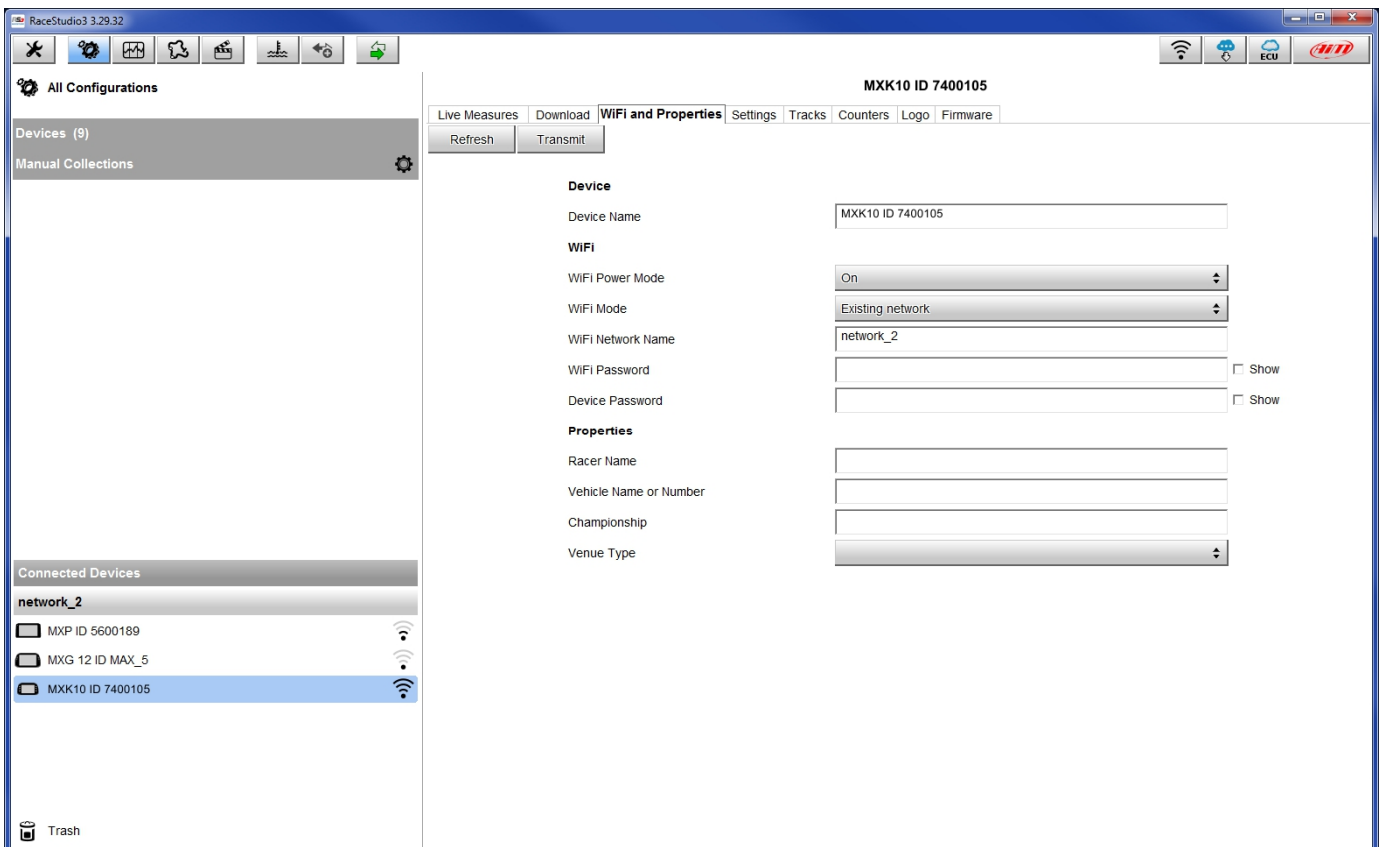 RaceStudio3 3.29.32
ECU
AiM
All Configurations
Devices (9)
Manual Collections
MXK10 ID 7400105
Live Measures Download WiFi and Properties Settings Tracks Counters Logo Firmware
Refresh Transmit
Device
Device Name MXK10 ID 7400105
WiFi
WiFi Power Mode On
WiFi Mode Existing network
WiFi Network Name network_2
WiFi Password Show
Device Password Show
Properties
Racer Name
Vehicle Name or Number
Championship
Venue Type
Connected Devices
network_2
MXP ID 5600189
MXG 12 ID MAX_5
MXK10 ID 7400105
Trash